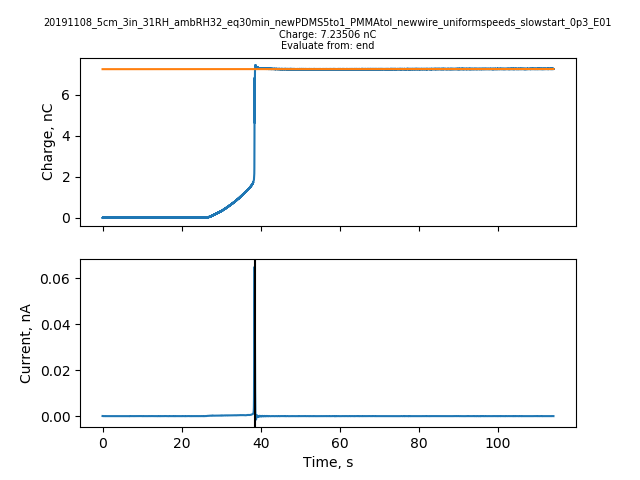 20191108_5cm_3in_31RH_ambRH32_eq30min_newPDMS5to1_PMMAtol_newwire_uniformspeeds_slowstart_0p3_E01
Charge: 7.23506 nC
Evaluate from: end
Charge, nC
6
4
2
0
Current, nA
0.06
0.04
0.02
0.00
0 20 40 60 80 100
Time, s